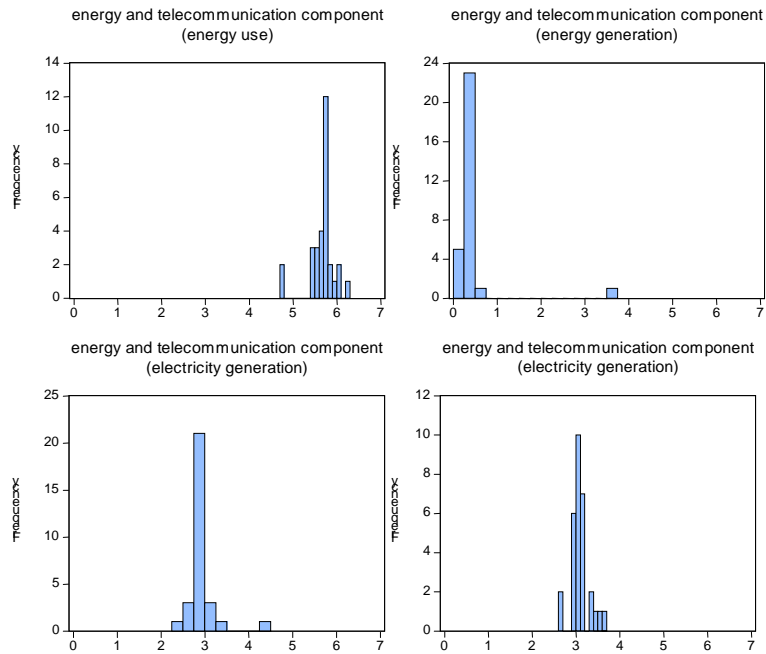 energy and telecommunication component
(energy use)
14
12
10
8
6
4
2
0
Frequency
0 1 2 3 4 5 6 7
energy and telecommunication component
(energy generation)
24
20
16
12
8
4
0
Frequency
0 1 2 3 4 5 6 7
energy and telecommunication component
(electricity generation)
25
20
15
10
5
0
Frequency
0 1 2 3 4 5 6 7
energy and telecommunication component
(electricity generation)
12
10
8
6
4
2
0
Frequency
0 1 2 3 4 5 6 7